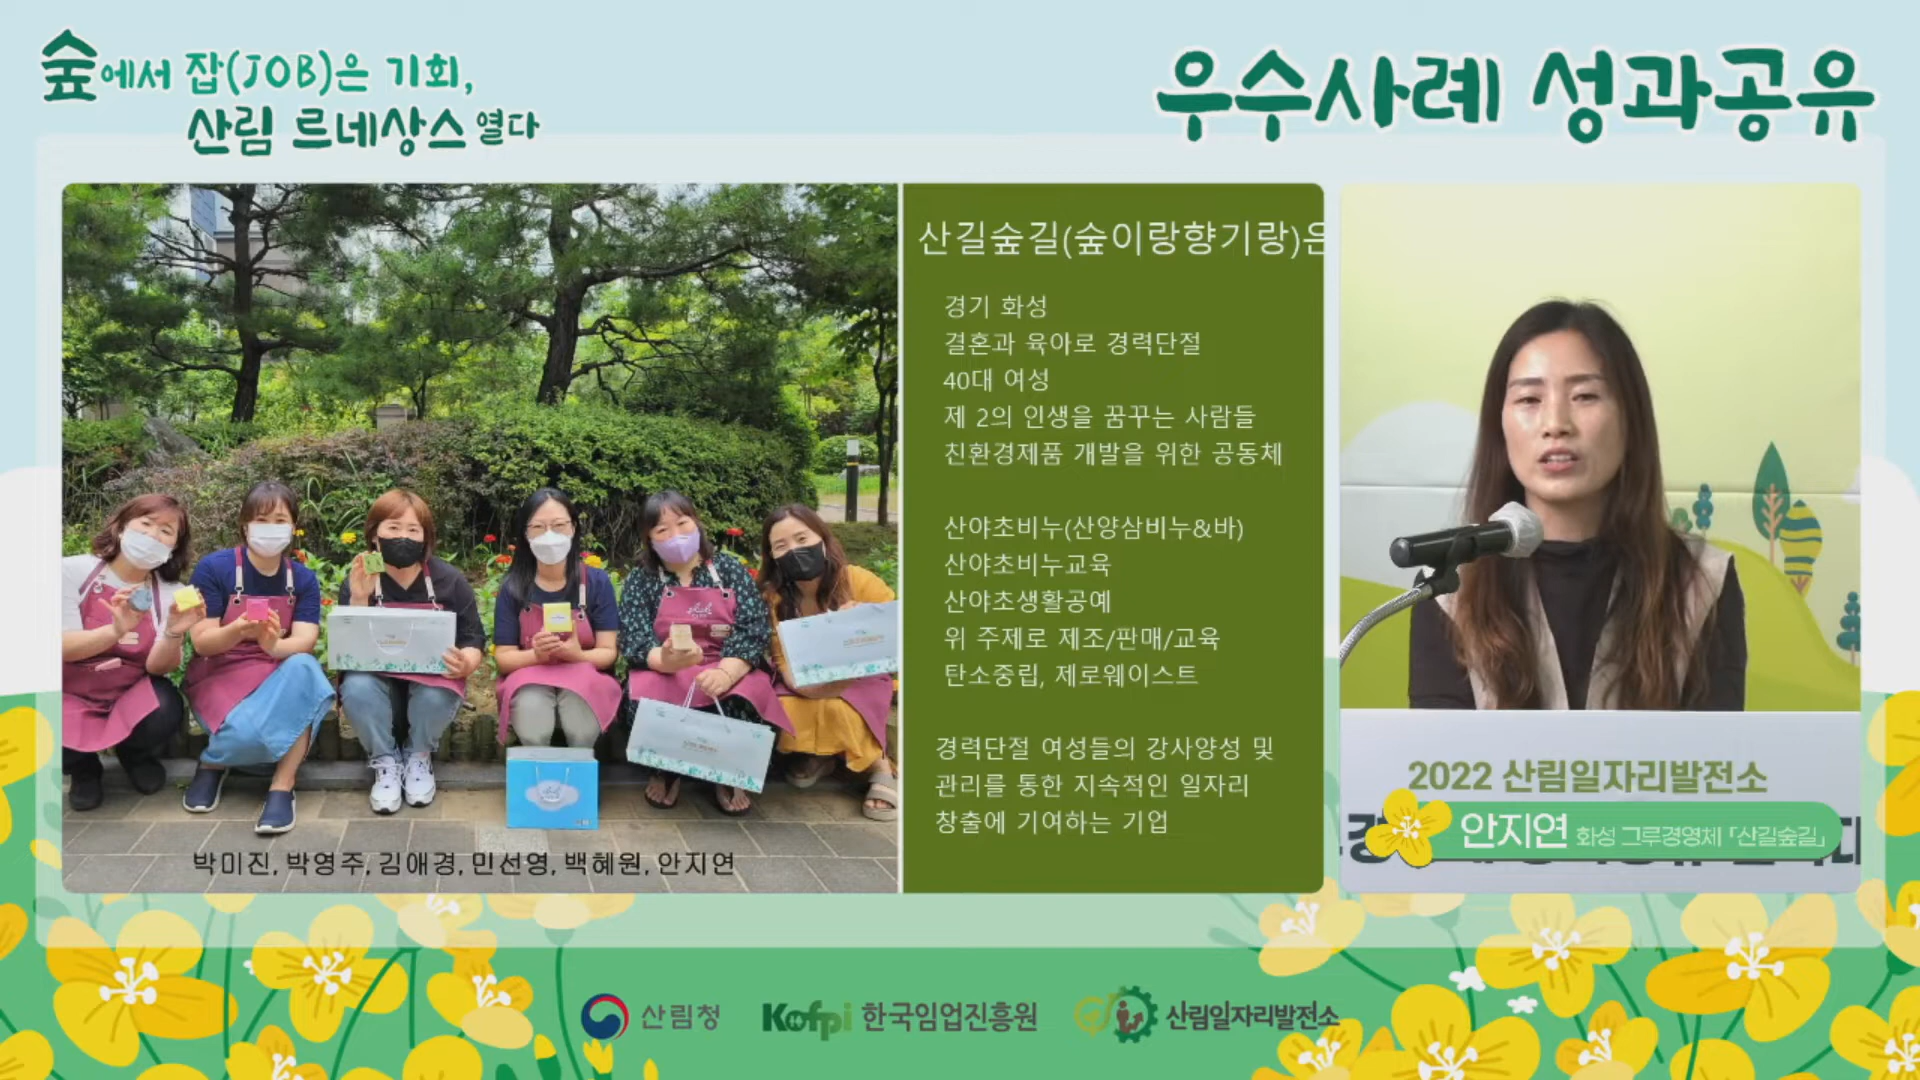 숲에서 잡(JOB)은 기회,
산림 르네상스 열다
우수사례 성과공유
산길숲길(숲이랑향기랑)은
경기 화성
결혼과 육아로 경력단절
40대 여성
제 2의 인생을 꿈꾸는 사람들
친환경제품 개발을 위한 공동체
산야초비누(산양삼비누&바)
산야초비누교육
산야초생활공예
위 주제로 제조/판매/교육
탄소중립, 제로웨이스트
경력단절 여성들의 강사양성 및
관리를 통한 지속적인 일자리
창출에 기여하는 기업
박미진, 박영주, 김애경, 민선영, 백혜원, 안지연
2022 산림일자리발전소
안지연 화성 그루경영체 「산길숲길」
산림청
Kofpi 한국임업진흥원
산림일자리발전소